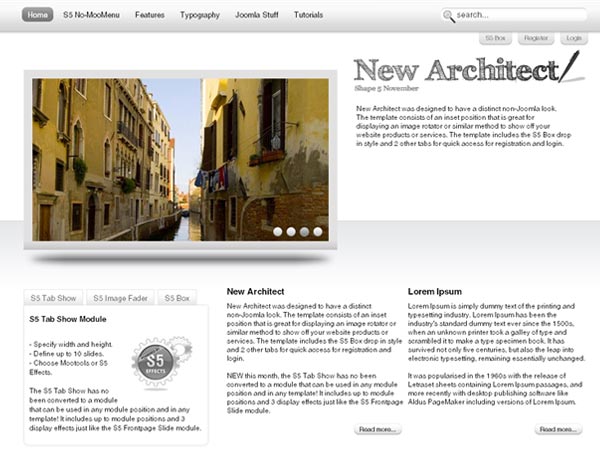 Home S5 No-MooMenu Features Typography Joomla Stuff Tutorials search...
S5 Box Register Login
New Architect
Shape 5 November
New Architect was designed to have a distinct non-Joomla look.
The template consists of an inset position that is great for
displaying an image rotator or similar method to show off your
website products or services. The template includes the S5 Box drop
in style and 2 other tabs for quick access for registration and login.
S5 Tab Show S5 Image Fader S5 Box
S5 Tab Show Module
- Specify width and height.
- Define up to 10 slides.
- Choose Mootools or S5
Effects.
S5
EFFECTS
The S5 Tab Show has no
been converted to a module
that can be used in any module position and in any
template! It includes up to module positions and 3
display effects just like the S5 Frontpage Slide module.
New Architect
New Architect was designed to have a distinct
non-Joomla look. The template consists of an inset
position that is great for displaying an image rotator or
similar method to show off your website products or
services. The template includes the S5 Box drop in style
and 2 other tabs for quick access for registration and
login.
NEW this month, the S5 Tab Show has no been
converted to a module that can be used in any module
position and in any template! It includes up to module
positions and 3 display effects just like the S5 Frontpage
Slide module.
Read more...
Lorem Ipsum
Lorem Ipsum is simply dummy text of the printing and
typesetting industry. Lorem Ipsum has been the
industry's standard dummy text ever since the 1500s,
when an unknown printer took a galley of type and
scrambled it to make a type specimen book. It has
survived not only five centuries, but also the leap into
electronic typesetting, remaining essentially unchanged.
It was popularised in the 1960s with the release of
Letraset sheets containing Lorem Ipsum passages, and
more recently with desktop publishing software like
Aldus PageMaker including versions of Lorem Ipsum.
Read more...